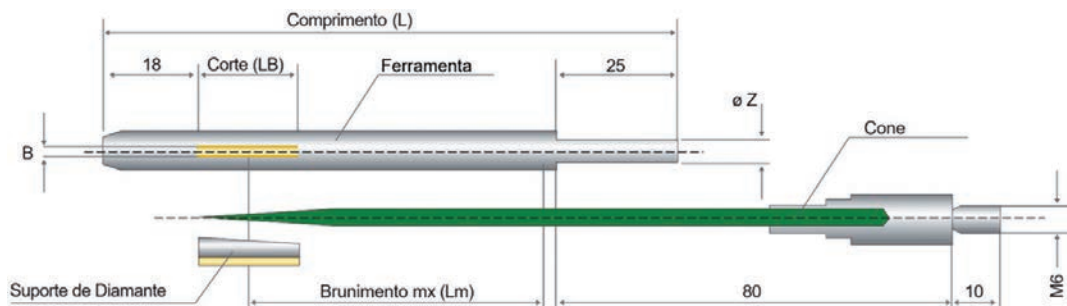 Comprimento (L)
18
Corte (LB)
Ferramenta
25
ø Z
B
Cone
Suporte de Diamante
Brunimento mx (Lm)
80
10
M6